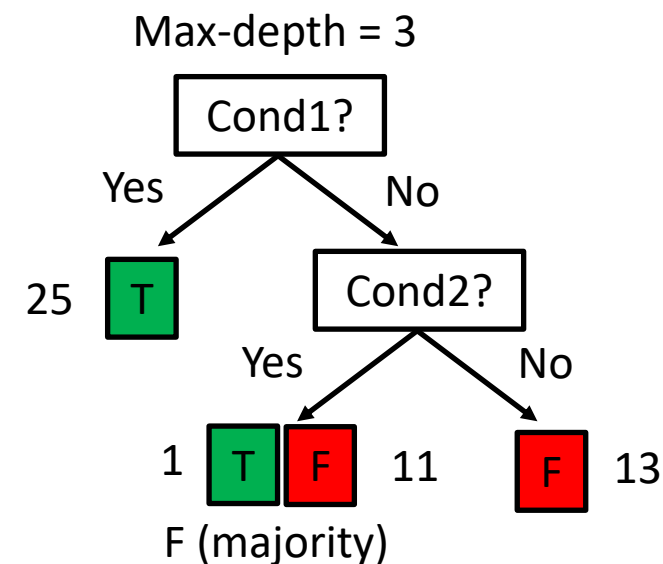 Max-depth = 3
Cond1?
Yes No
25 T Cond2?
Yes No
1 T F 11 F 13
F (majority)